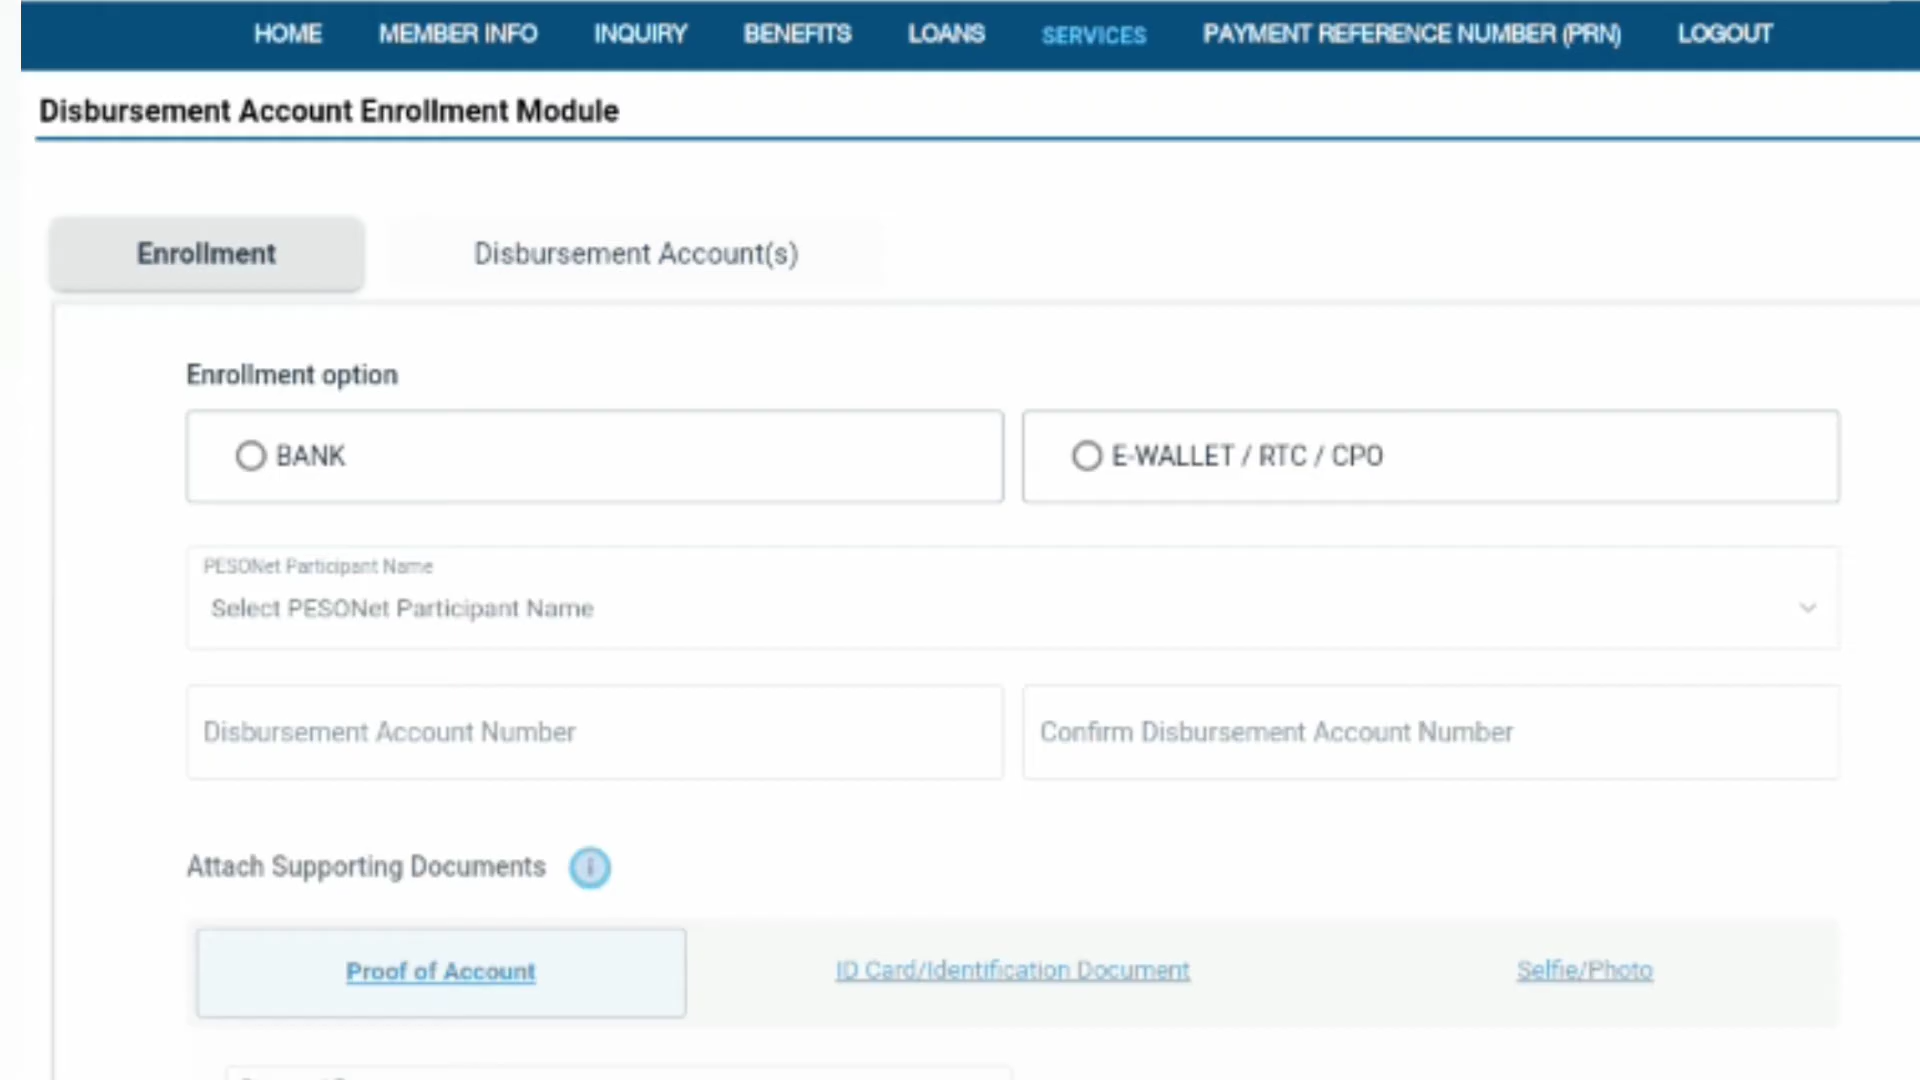 HOME MEMBER INFO INQUIRY BENEFITS LOANS SERVICES PAYMENT REFERENCE NUMBER (PRN) LOGOUT
Disbursement Account Enrollment Module
Enrollment Disbursement Account(s)
Enrollment option
BANK E-WALLET / RTC / CPO
PESONet Participant Name
Select PESONet Participant Name
Disbursement Account Number Confirm Disbursement Account Number
Attach Supporting Documents i
Proof of Account ID Card/Identification Document Selfie/Photo